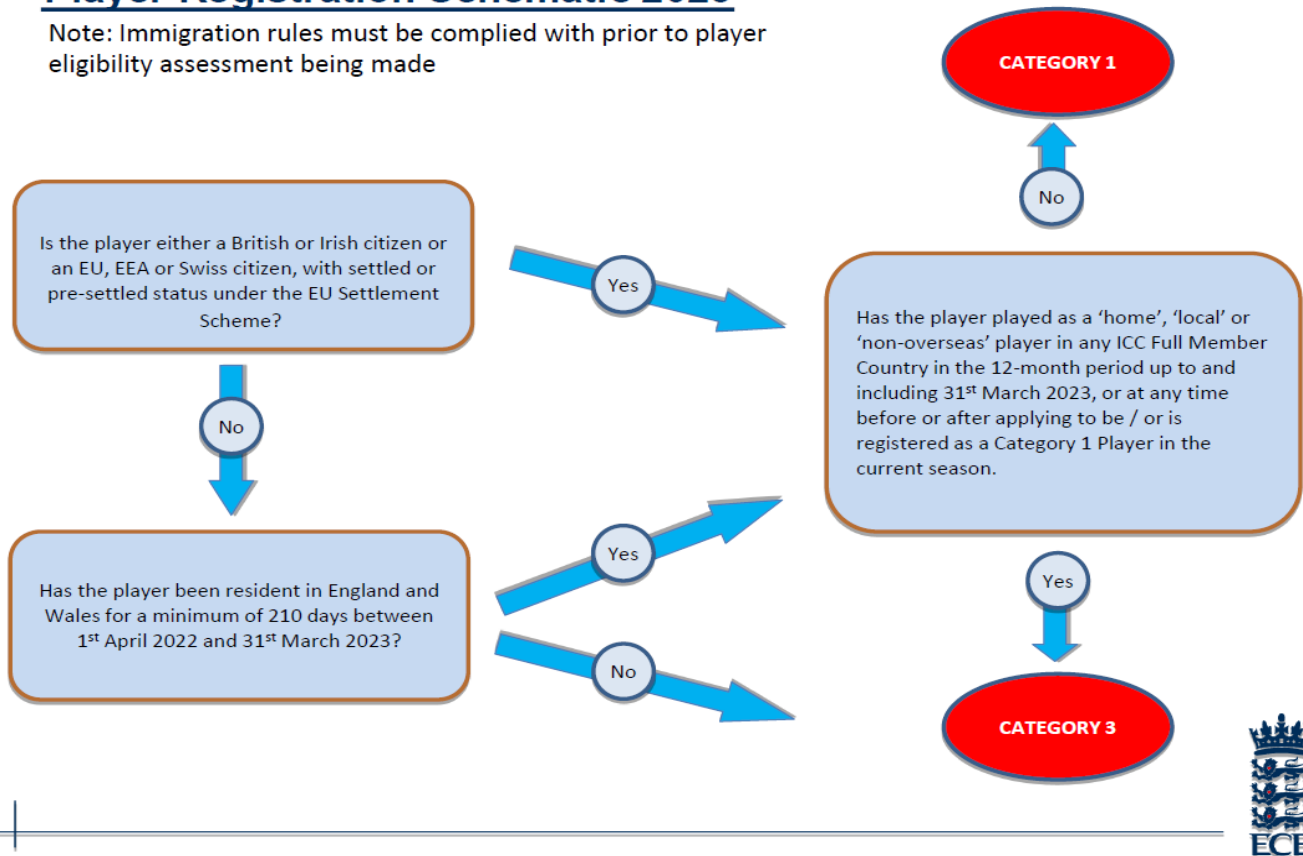 Player Registration Schematic 2023
Note: Immigration rules must be complied with prior to player
eligibility assessment being made
CATEGORY 1
No
Is the player either a British or Irish citizen or
an EU, EEA or Swiss citizen, with settled or
pre-settled status under the EU Settlement
Scheme?
Yes
Has the player played as a ‘home’, ‘local’ or
‘non-overseas’ player in any ICC Full Member
Country in the 12-month period up to and
including 31st March 2023, or at any time
before or after applying to be / or is
registered as a Category 1 Player in the
current season.
No
Has the player been resident in England and
Wales for a minimum of 210 days between
1st April 2022 and 31st March 2023?
Yes
No
Yes
CATEGORY 3
ECB